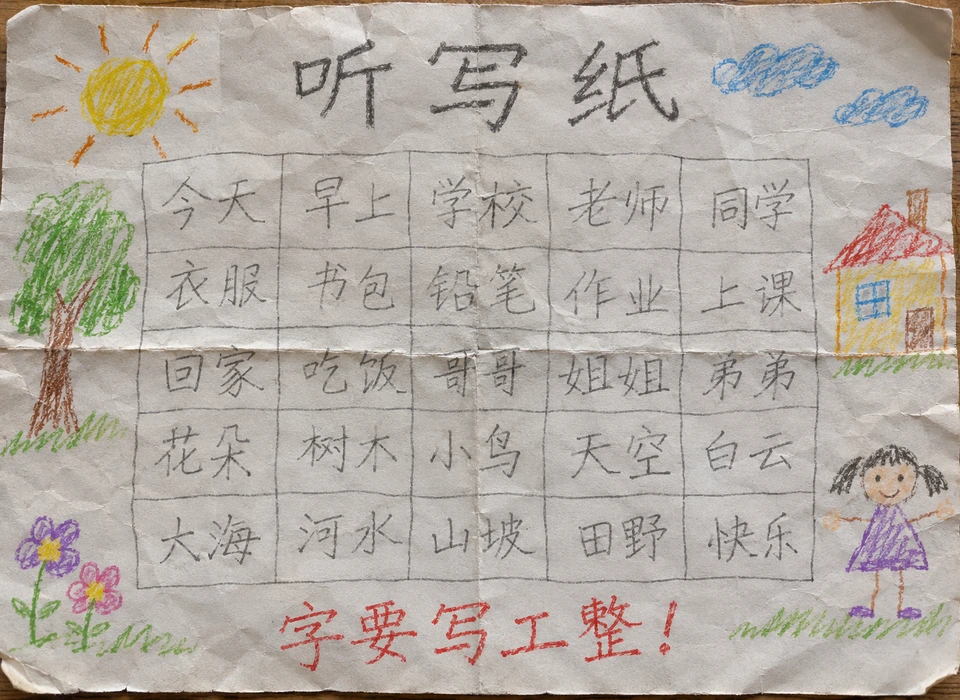 听写纸
今天 早上 学校 老师 同学
衣服 书包 铅笔 作业 上课
回家 吃饭 哥哥 姐姐 弟弟
花朵 树木 小鸟 天空 白云
大海 河水 山坡 田野 快乐
字要写工整！